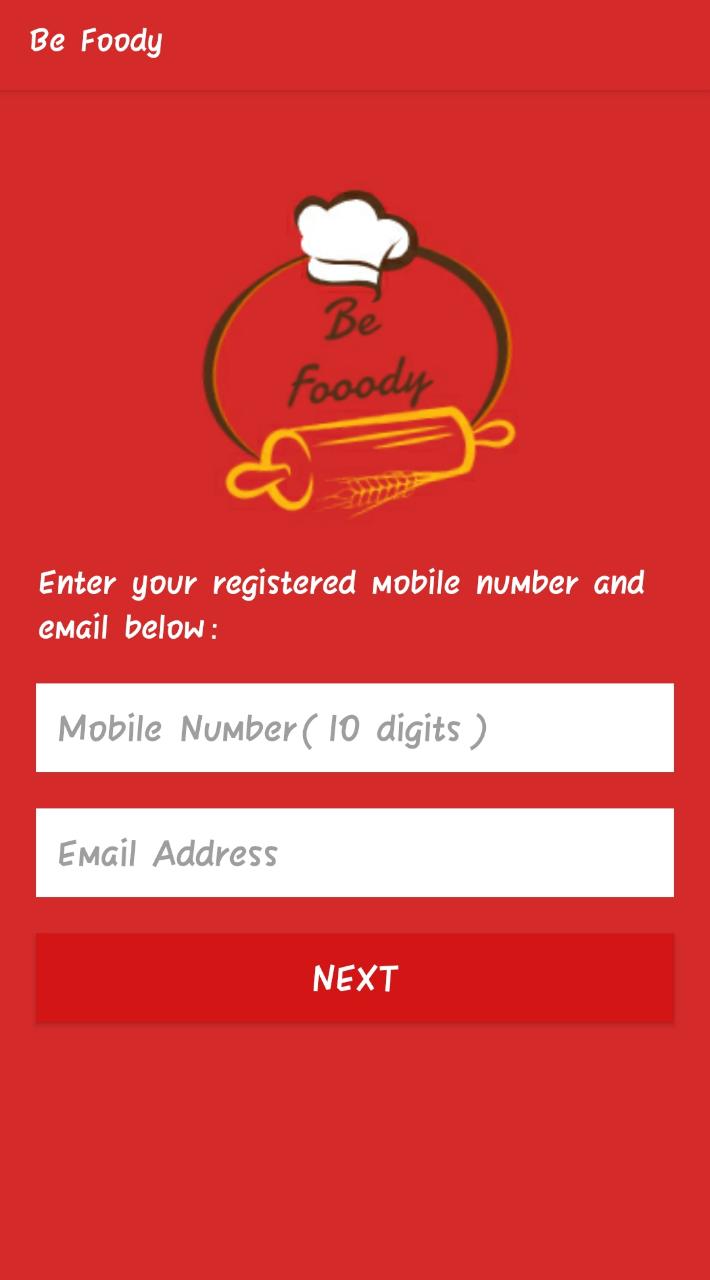 Be Foody
Be
Fooody
Enter your registered mobile number and
email below:
Mobile Number( 10 digits )
Email Address
NEXT